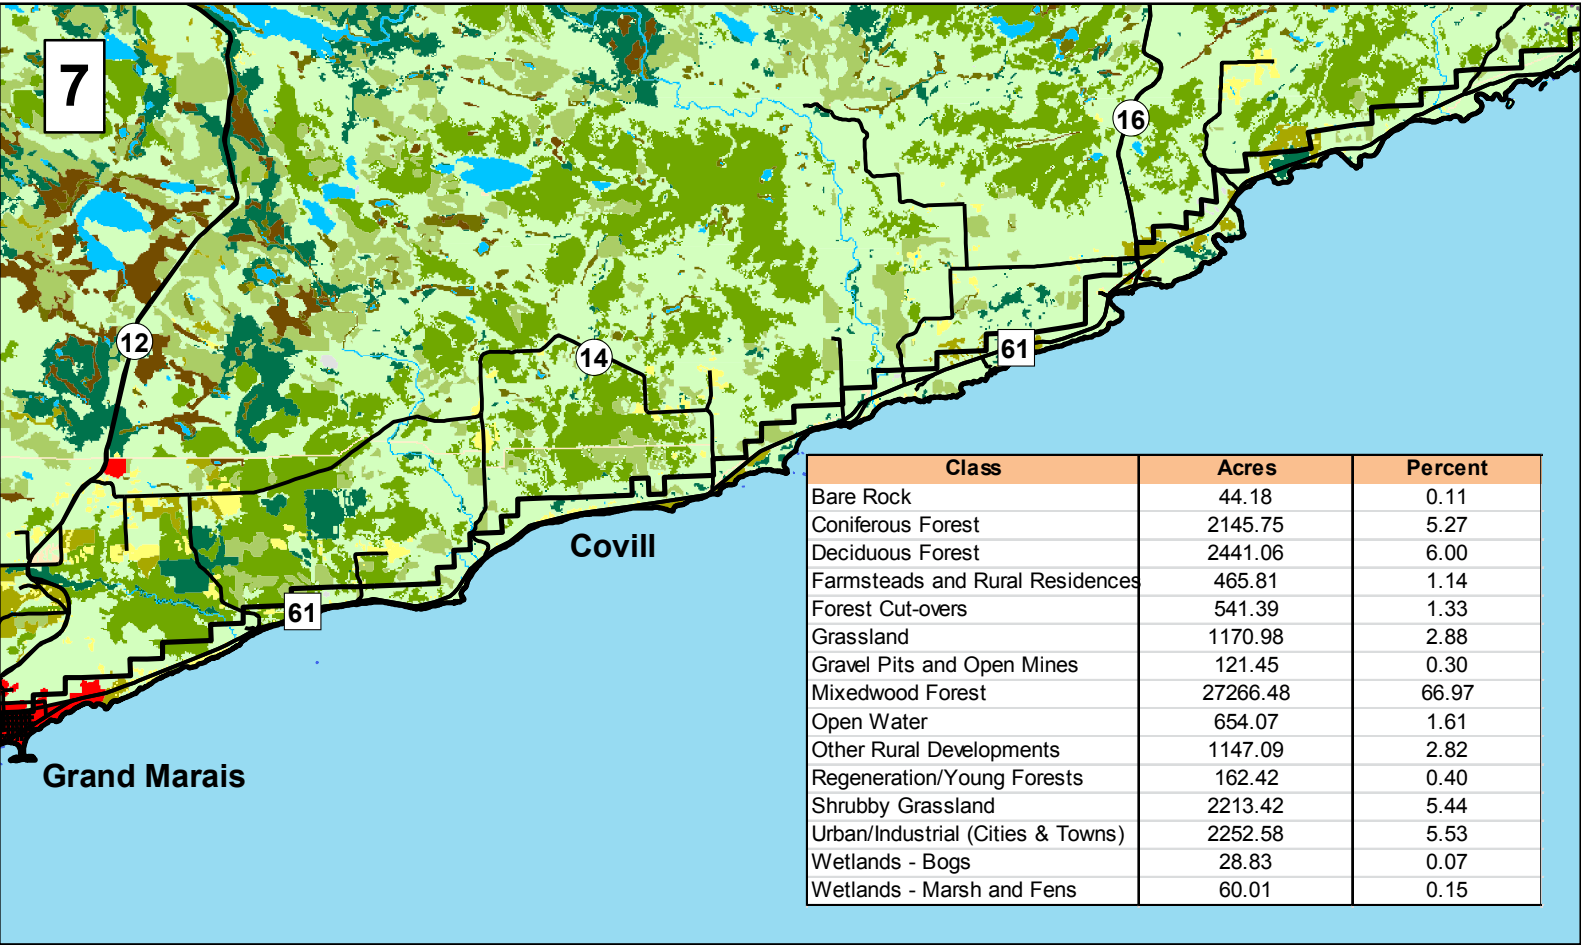 7
16
12
14
61
Covill
61
Grand Marais
Class Acres Percent
Bare Rock 44.18 0.11
Coniferous Forest 2145.75 5.27
Deciduous Forest 2441.06 6.00
Farmsteads and Rural Residences 465.81 1.14
Forest Cut-overs 541.39 1.33
Grassland 1170.98 2.88
Gravel Pits and Open Mines 121.45 0.30
Mixedwood Forest 27266.48 66.97
Open Water 654.07 1.61
Other Rural Developments 1147.09 2.82
Regeneration/Young Forests 162.42 0.40
Shrubby Grassland 2213.42 5.44
Urban/Industrial (Cities & Towns) 2252.58 5.53
Wetlands - Bogs 28.83 0.07
Wetlands - Marsh and Fens 60.01 0.15